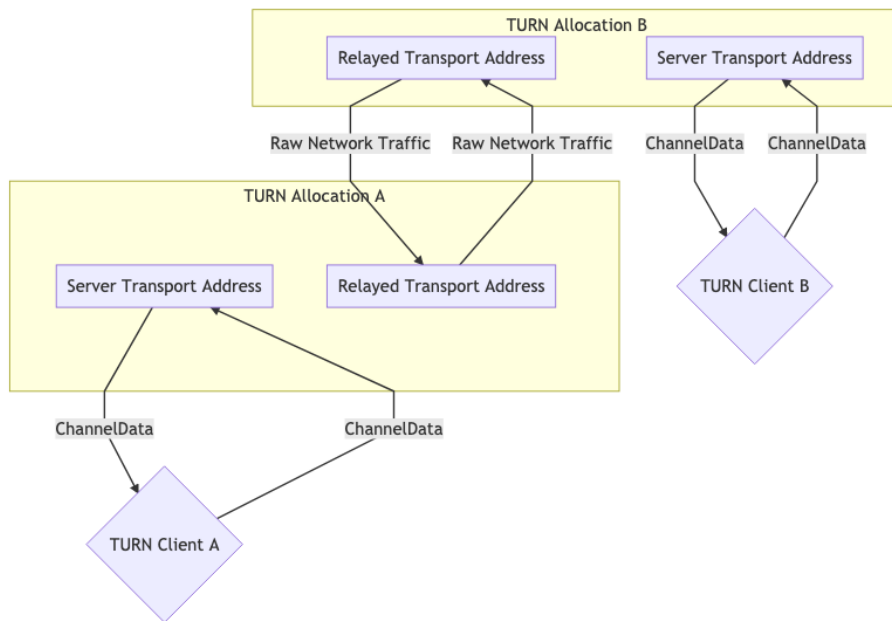 TURN Allocation B
Relayed Transport Address
Server Transport Address
Raw Network Traffic
Raw Network Traffic
ChannelData
ChannelData
TURN Allocation A
Server Transport Address
Relayed Transport Address
TURN Client B
ChannelData
ChannelData
TURN Client A